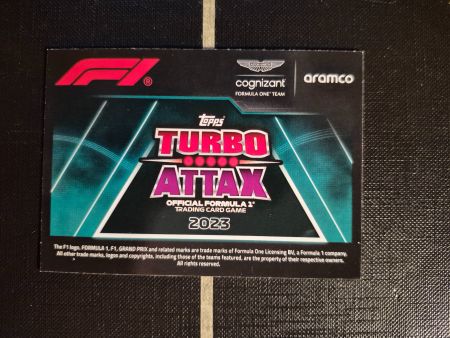 F1®
ASTON MARTIN
cognizant
FORMULA ONE™ TEAM
aramco
Topps
TURBO
ATTAX
OFFICIAL FORMULA 1®
TRADING CARD GAME
2023
The F1 logo, FORMULA 1, F1, GRAND PRIX and related marks are trade marks of Formula One Licensing BV, a Formula 1 company.
All other trade marks, logos and copyrights, including those of the teams featured, are the property of their respective owners.
All rights reserved.